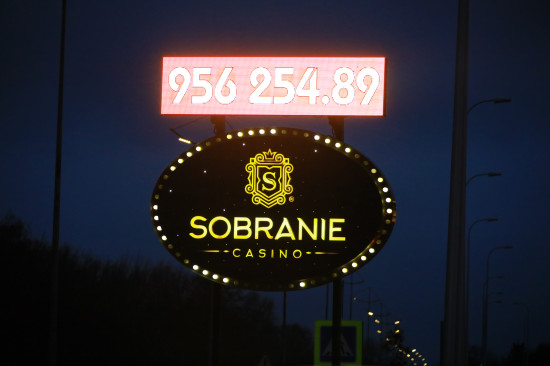 956 254.89
S
®
SOBRANIE
CASINO